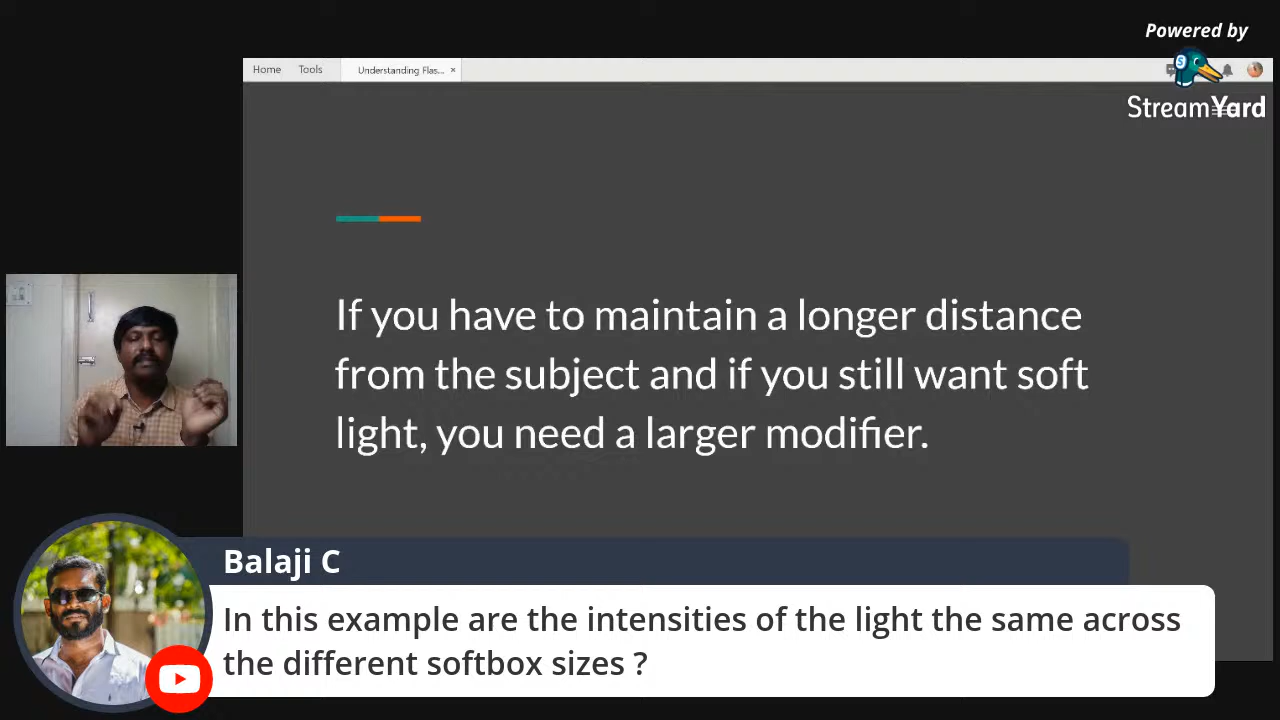 Powered by
StreamYard
Home Tools Understanding Flas... ×
If you have to maintain a longer distance
from the subject and if you still want soft
light, you need a larger modifier.
Balaji C
In this example are the intensities of the light the same across
the different softbox sizes ?